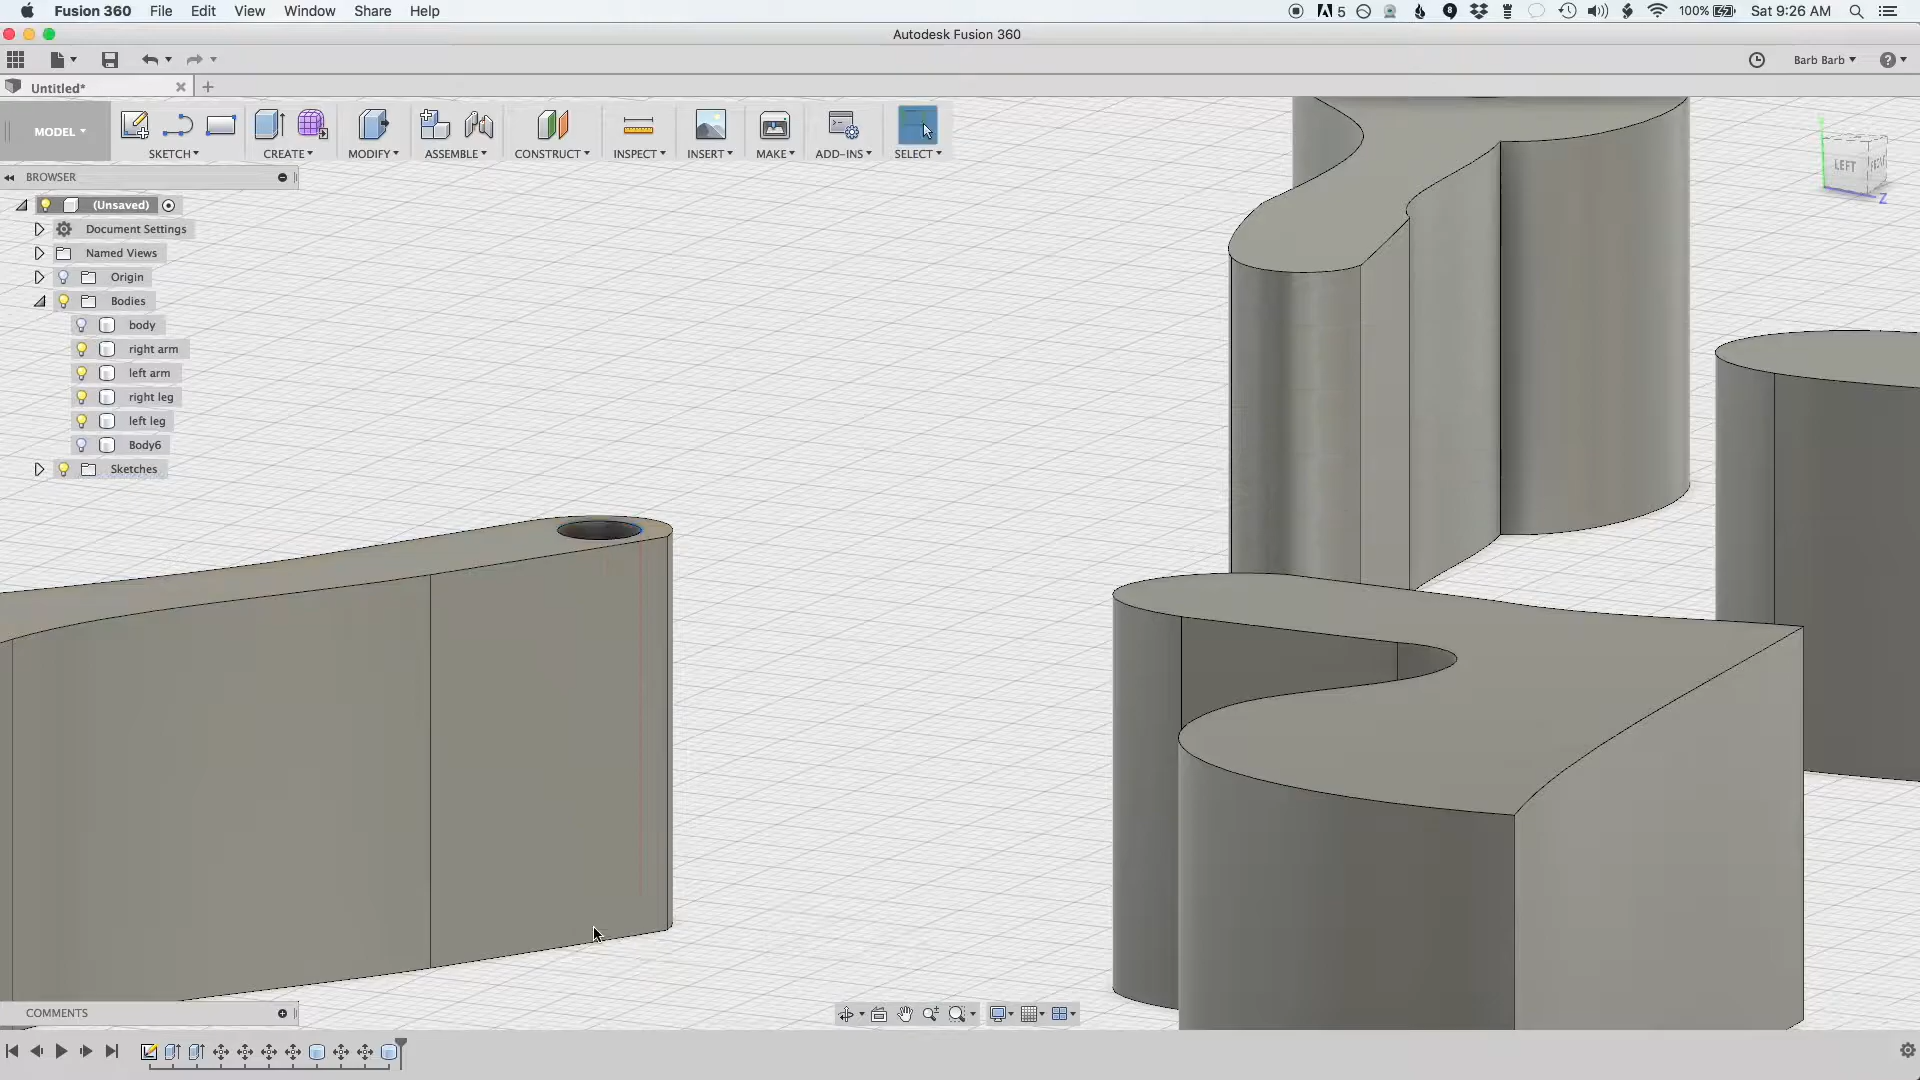 Fusion 360 File Edit View Window Share Help
5
100% Sat 9:26 AM
Autodesk Fusion 360
Barb Barb
Untitled*
MODEL
SKETCH CREATE MODIFY ASSEMBLE CONSTRUCT INSPECT INSERT MAKE ADD-INS SELECT
BROWSER
LEFT
Z
(Unsaved)
Document Settings
Named Views
Origin
Bodies
body
right arm
left arm
right leg
left leg
Body6
Sketches
COMMENTS